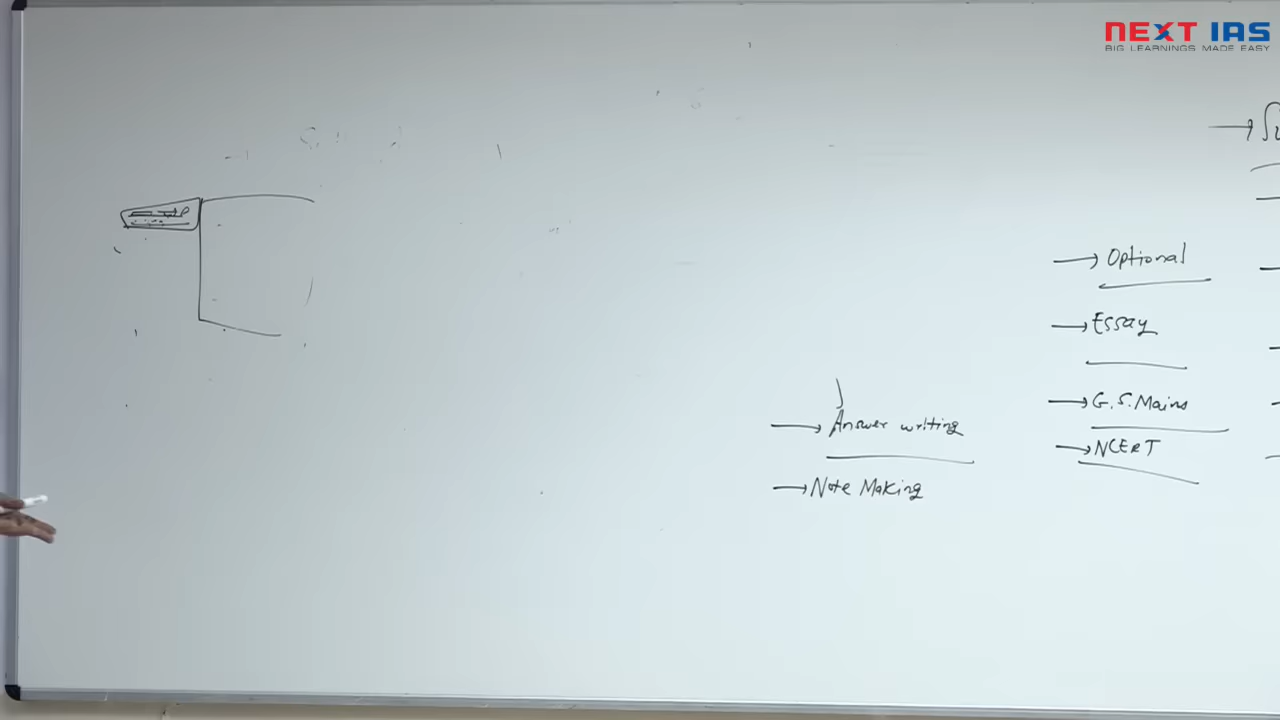 NEXT IAS
BIG LEARNINGS MADE EASY
→ Optional
→ Essay
→ G.S. Mains
→ NCERT
→ Answer writing
→ Note Making